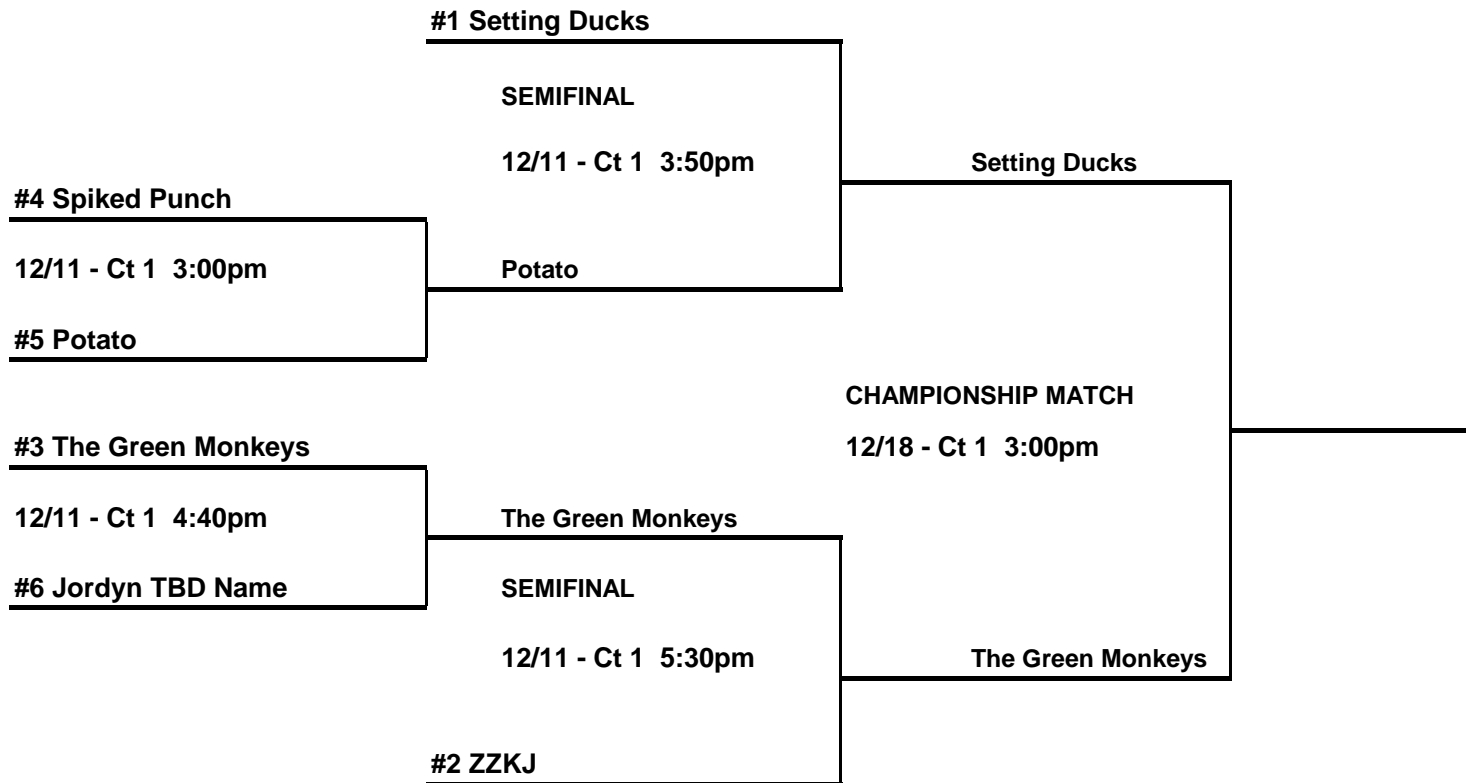 #1 Setting Ducks
SEMIFINAL
12/11 - Ct 1  3:50pm
Setting Ducks
#4 Spiked Punch
12/11 - Ct 1  3:00pm
Potato
#5 Potato
CHAMPIONSHIP MATCH
#3 The Green Monkeys
12/18 - Ct 1  3:00pm
12/11 - Ct 1  4:40pm
The Green Monkeys
#6 Jordyn TBD Name
SEMIFINAL
12/11 - Ct 1  5:30pm
The Green Monkeys
#2 ZZKJ